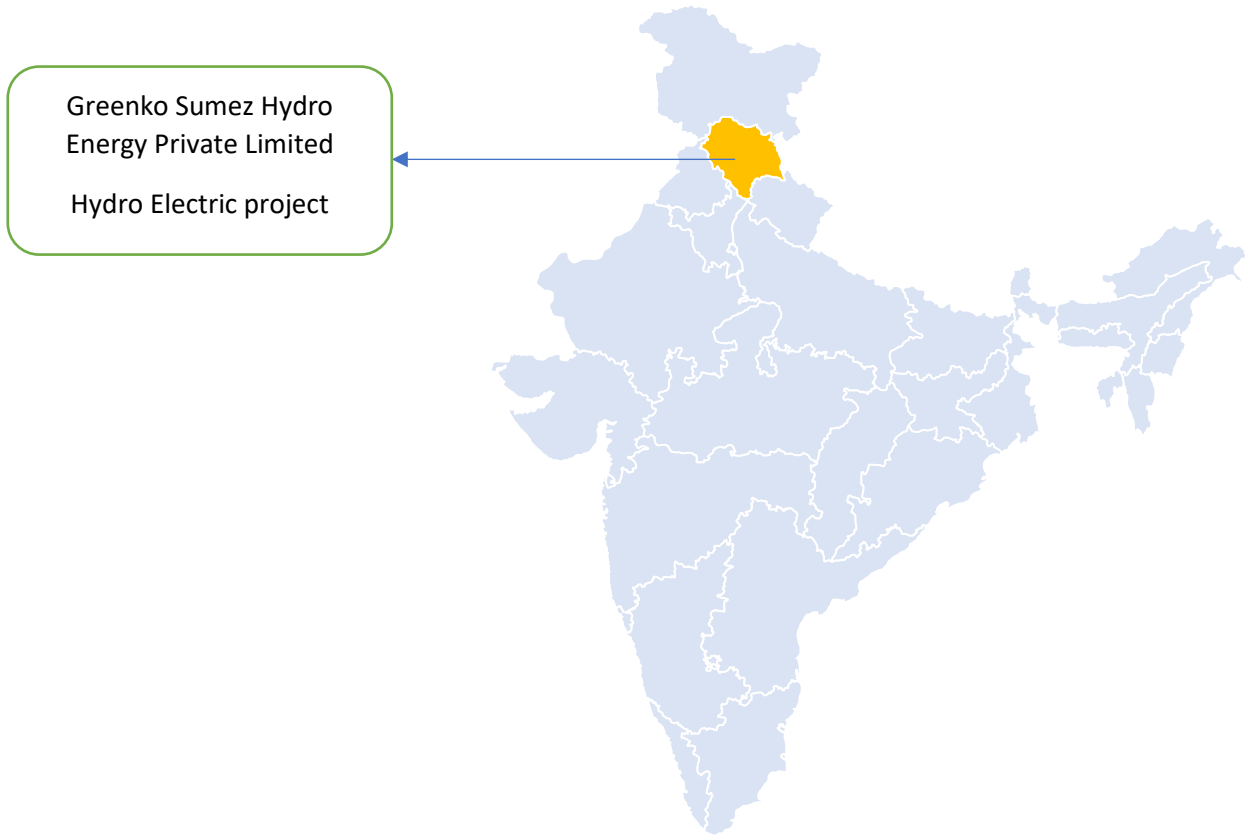 Greenko Sumez Hydro
Energy Private Limited
Hydro Electric project